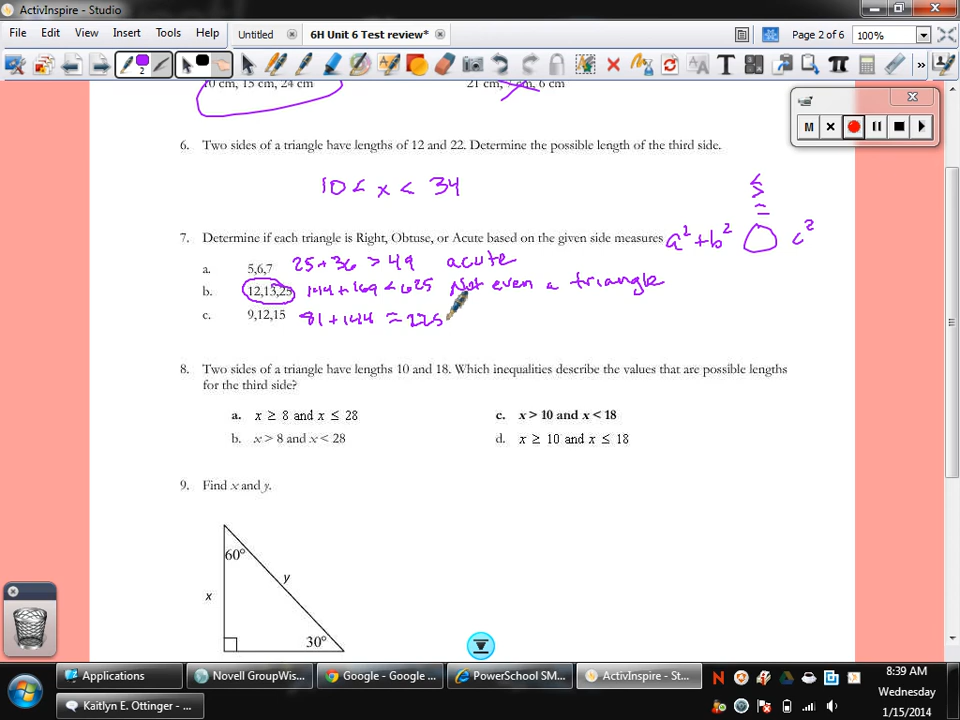 ActivInspire - Studio
File Edit View Insert Tools Help
Untitled
6H Unit 6 Test review*
Page 2 of 6
100%
2
M
10 cm, 15 cm, 24 cm
21 cm, 7 cm, 6 cm
6. Two sides of a triangle have lengths of 12 and 22. Determine the possible length of the third side.
10 < x < 34
<
>
=
7. Determine if each triangle is Right, Obtuse, or Acute based on the given side measures
a² + b² ◯ c²
a. 5,6,7 25 + 36 > 49 acute
b. 12,13,25 144 + 169 < 625 Not even a triangle
c. 9,12,15 81 + 144 = 225
8. Two sides of a triangle have lengths 10 and 18. Which inequalities describe the values that are possible lengths
for the third side?
a. x ≥ 8 and x ≤ 28
c. x > 10 and x < 18
b. x > 8 and x < 28
d. x ≥ 10 and x ≤ 18
9. Find x and y.
60°
y
x
30°
Applications
Novell GroupWis...
Google - Google ...
PowerSchool SM...
ActivInspire - St...
Kaitlyn E. Ottinger - ...
8:39 AM
Wednesday
1/15/2014